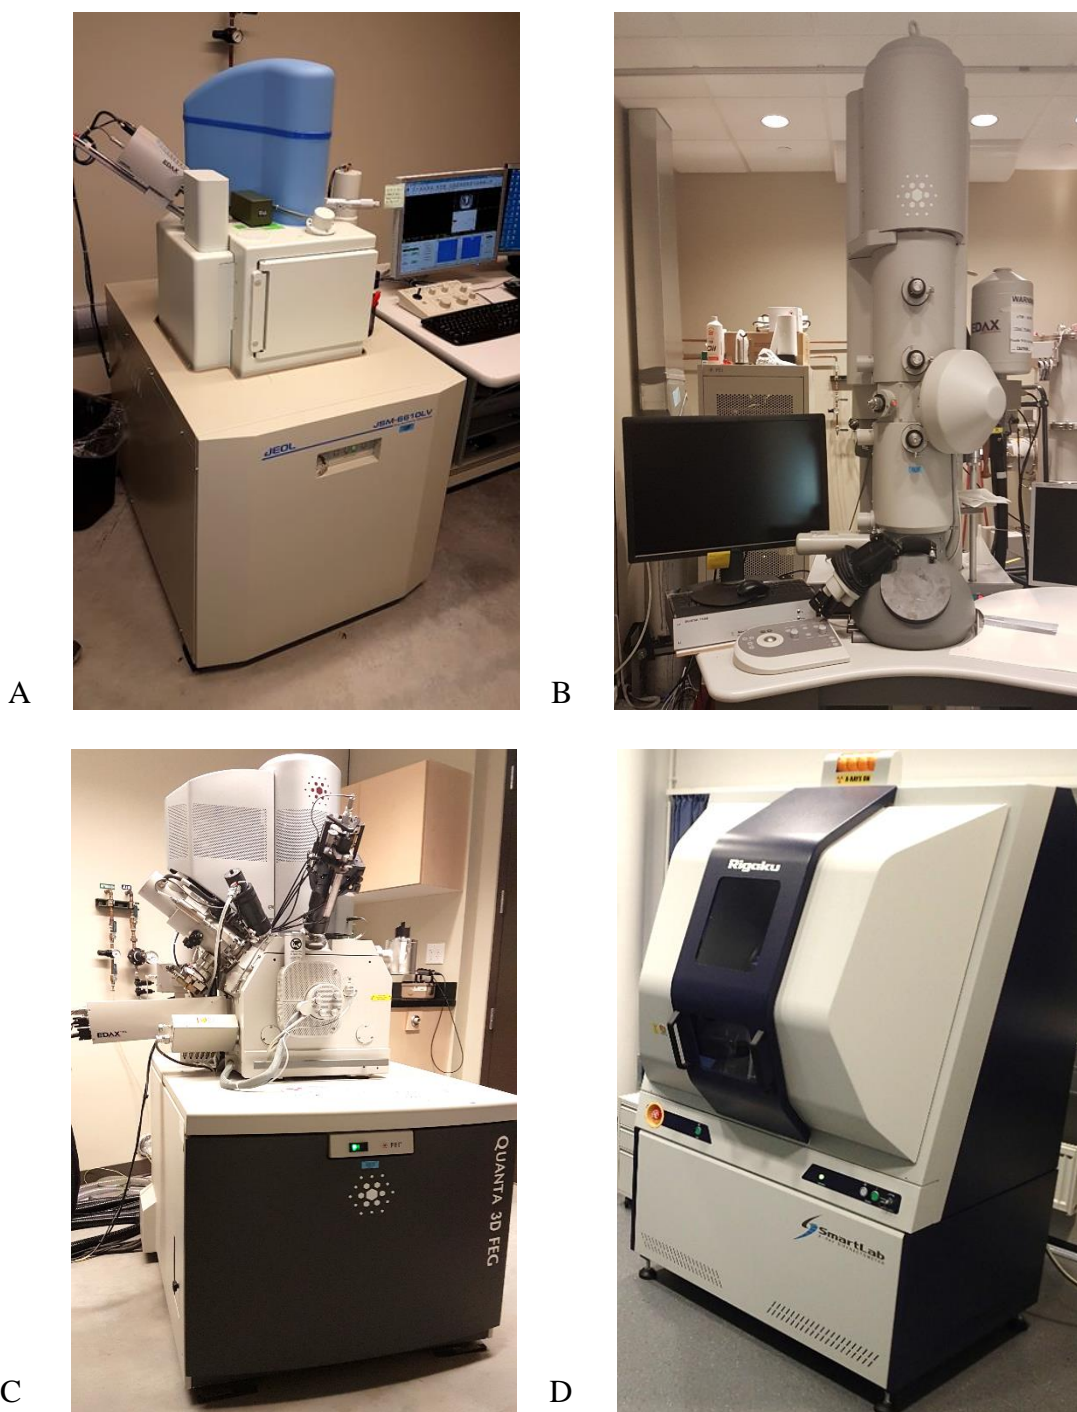 EDAX
JEOL
JSM-6610LV
A
WARNING
EDAX
B
EDAX
FEI
QUANTA 3D FEG
C
X-RAYS ON
Rigaku
SmartLab
D